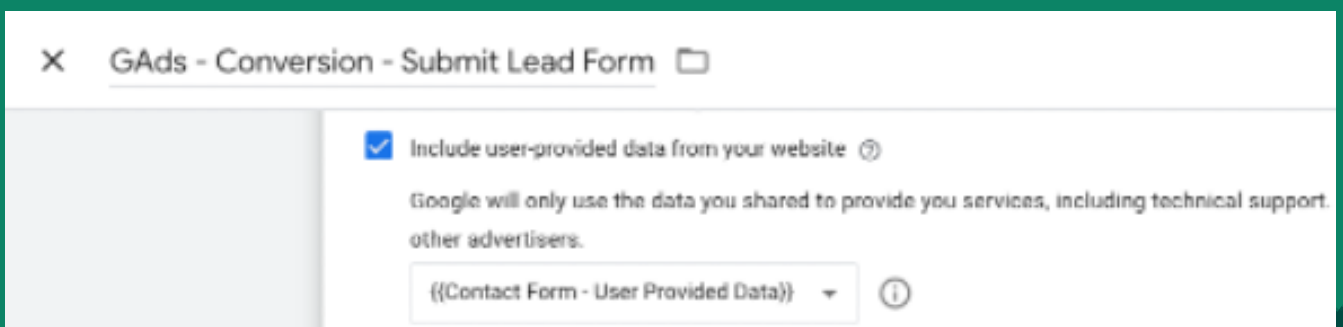 GAds - Conversion - Submit Lead Form
Include user-provided data from your website
Google will only use the data you shared to provide you services, including technical support.
other advertisers.
{{Contact Form - User Provided Data}}